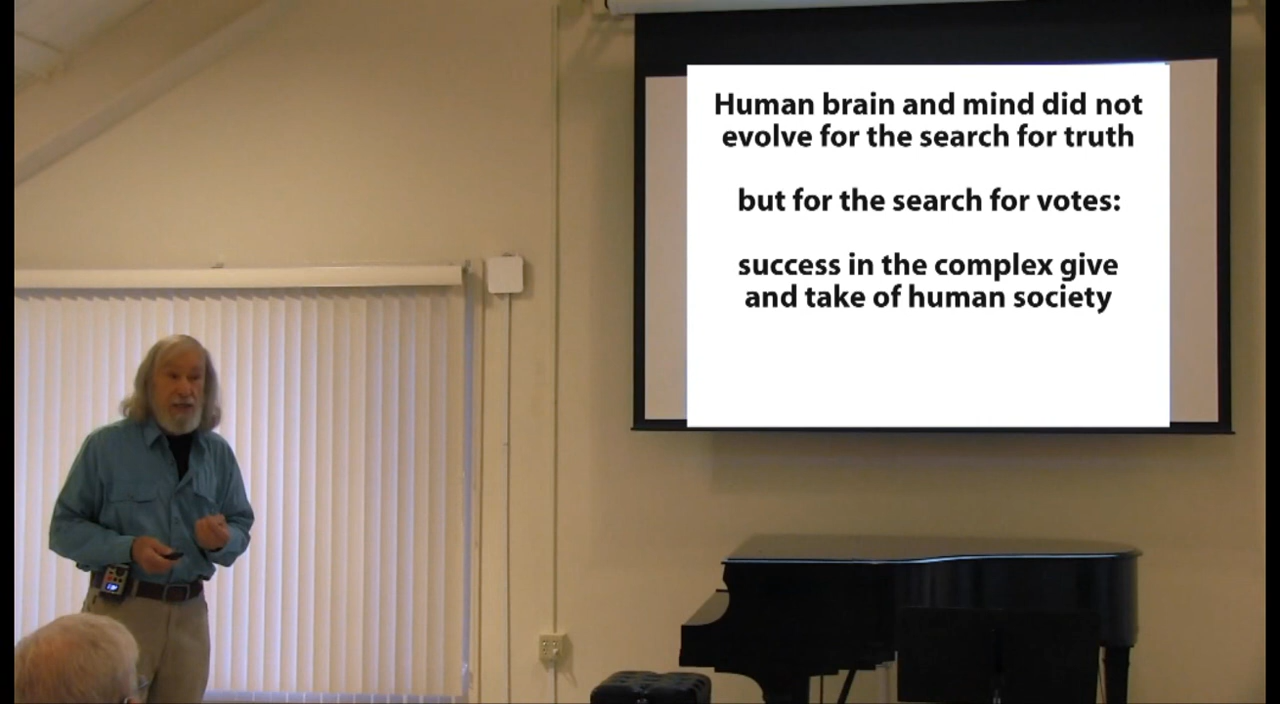 Human brain and mind did not
evolve for the search for truth
but for the search for votes:
success in the complex give
and take of human society